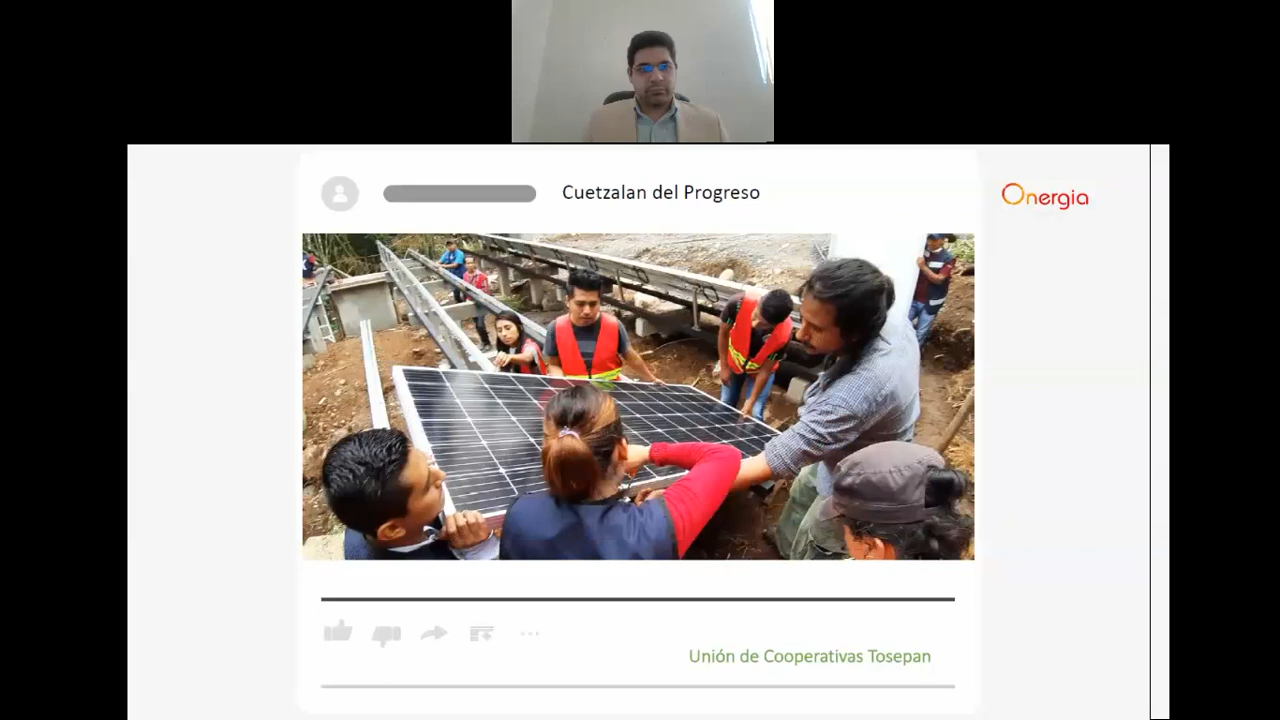 Cuetzalan del Progreso
Onergia
Unión de Cooperativas Tosepan